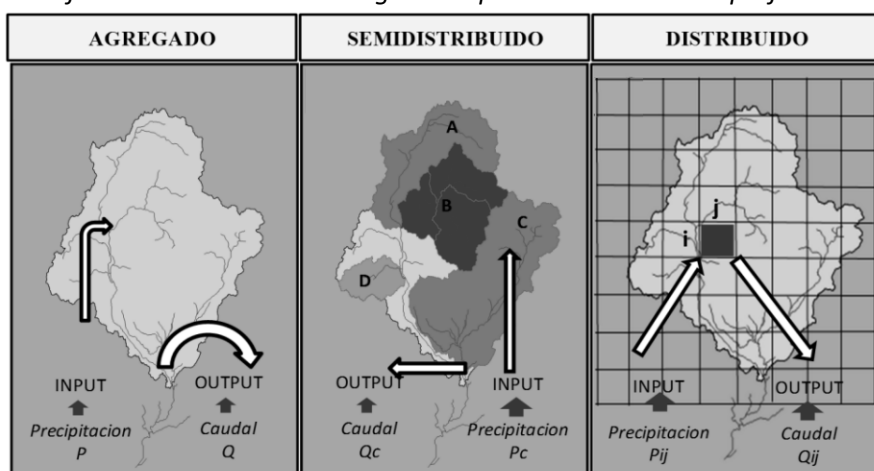 AGREGADO
SEMIDISTRIBUIDO
DISTRIBUIDO
INPUT
OUTPUT
Precipitacion
P
Caudal
Q
A
B
C
D
OUTPUT
INPUT
Caudal
Qc
Precipitacion
Pc
j
i
INPUT
OUTPUT
Precipitacion
Pij
Caudal
Qij